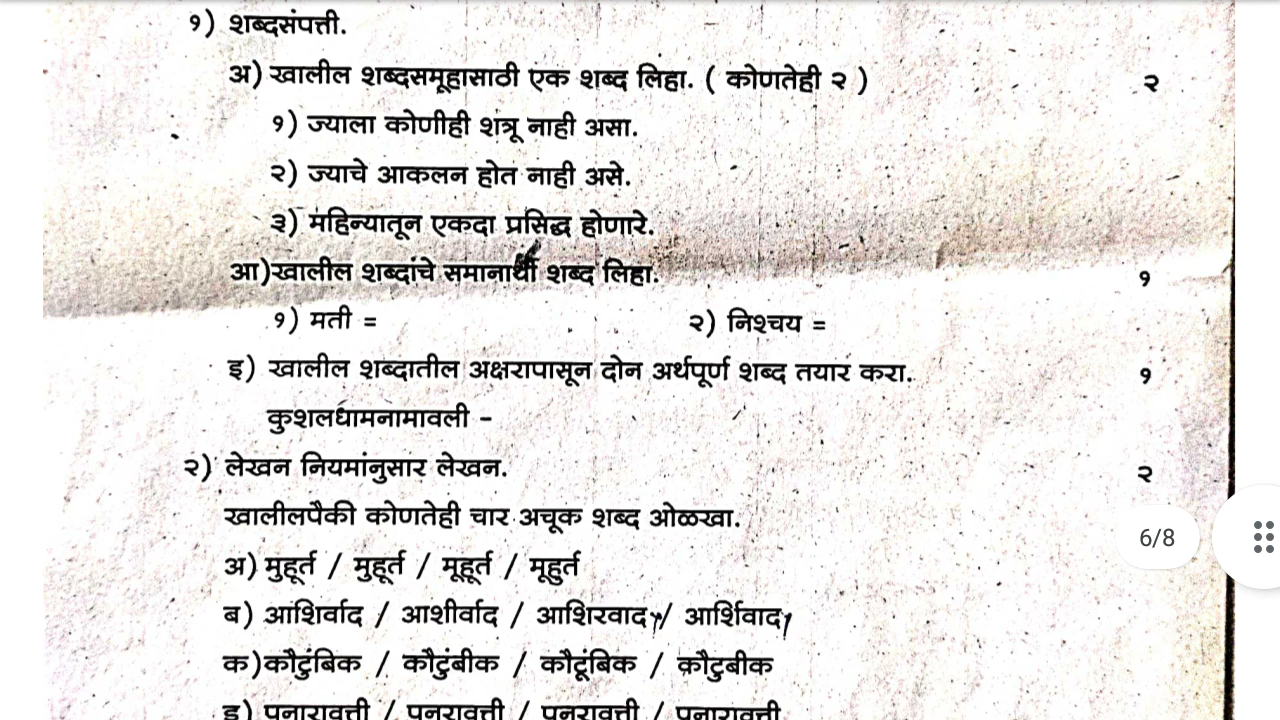 १) शब्दसंपत्ती.
अ) खालील शब्दसमूहासाठी एक शब्द लिहा. ( कोणतेही २ ) २
१) ज्याला कोणीही शत्रू नाही असा.
२) ज्याचे आकलन होत नाही असे.
३) महिन्यातून एकदा प्रसिद्ध होणारे.
आ)खालील शब्दांचे समानार्थी शब्द लिहा. १
१) मती = २) निश्चय =
इ) खालील शब्दातील अक्षरापासून दोन अर्थपूर्ण शब्द तयार करा. १
कुशलधामनामावली -
२) लेखन नियमांनुसार लेखन. २
खालीलपैकी कोणतेही चार अचूक शब्द ओळखा.
6/8
अ) मुहूर्त / मुहूर्त / मूहूर्त / मूहुर्त
ब) आशिर्वाद / आशीर्वाद / आशिरवाद / आर्शिवाद
क)कौटुंबिक / कौटुंबीक / कौटूंबिक / कौटुबीक